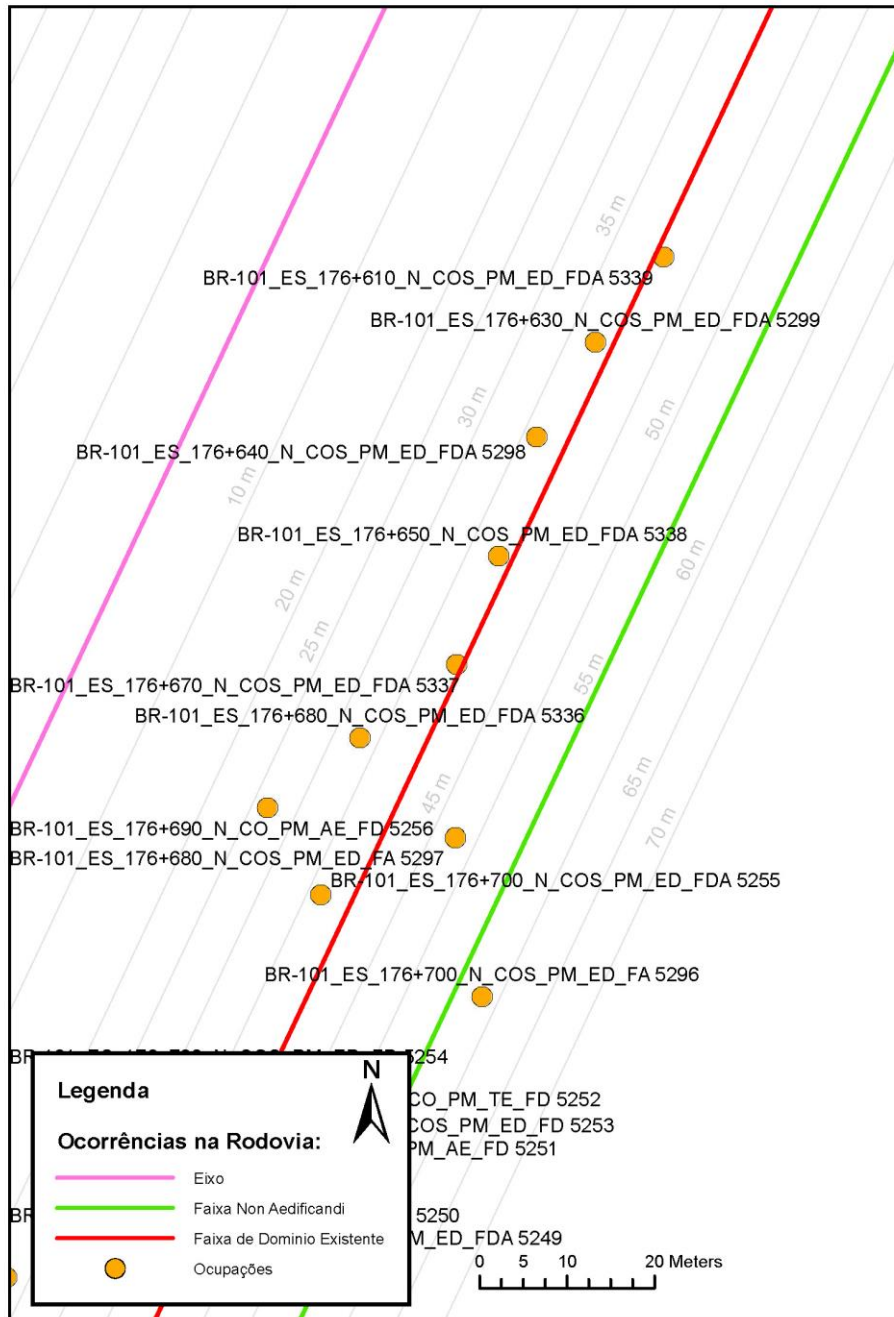 35 m
BR-101_ES_176+610_N_COS_PM_ED_FDA 5339
BR-101_ES_176+630_N_COS_PM_ED_FDA 5299
30 m
50 m
BR-101_ES_176+640_N_COS_PM_ED_FDA 5298
10 m
BR-101_ES_176+650_N_COS_PM_ED_FDA 5338
60 m
20 m
25 m
55 m
BR-101_ES_176+670_N_COS_PM_ED_FDA 5337
BR-101_ES_176+680_N_COS_PM_ED_FDA 5336
65 m
45 m
70 m
BR-101_ES_176+690_N_CO_PM_AE_FD 5256
BR-101_ES_176+680_N_COS_PM_ED_FA 5297
BR-101_ES_176+700_N_COS_PM_ED_FDA 5255
BR-101_ES_176+700_N_COS_PM_ED_FA 5296
5254
CO_PM_TE_FD 5252
COS_PM_ED_FD 5253
PM_AE_FD 5251
BR
5250
M_ED_FDA 5249
N
Legenda
Ocorrências na Rodovia:
Eixo
Faixa Non Aedificandi
Faixa de Dominio Existente
Ocupações
0 5 10 20 Meters